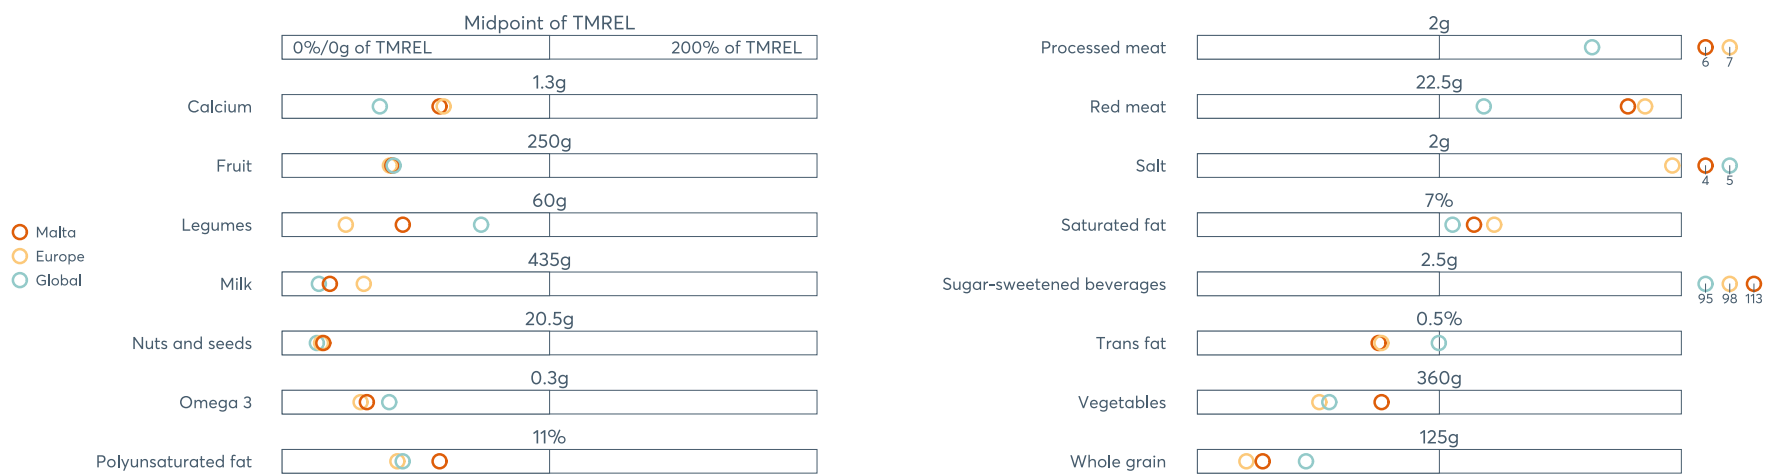 Midpoint of TMREL
0%/0g of TMREL 200% of TMREL
1.3g
Calcium
250g
Fruit
60g
Legumes
435g
Milk
20.5g
Nuts and seeds
0.3g
Omega 3
11%
Polyunsaturated fat
Malta
Europe
Global
2g
Processed meat
6 7
22.5g
Red meat
2g
Salt
4 5
7%
Saturated fat
2.5g
Sugar-sweetened beverages
95 98 113
0.5%
Trans fat
360g
Vegetables
125g
Whole grain